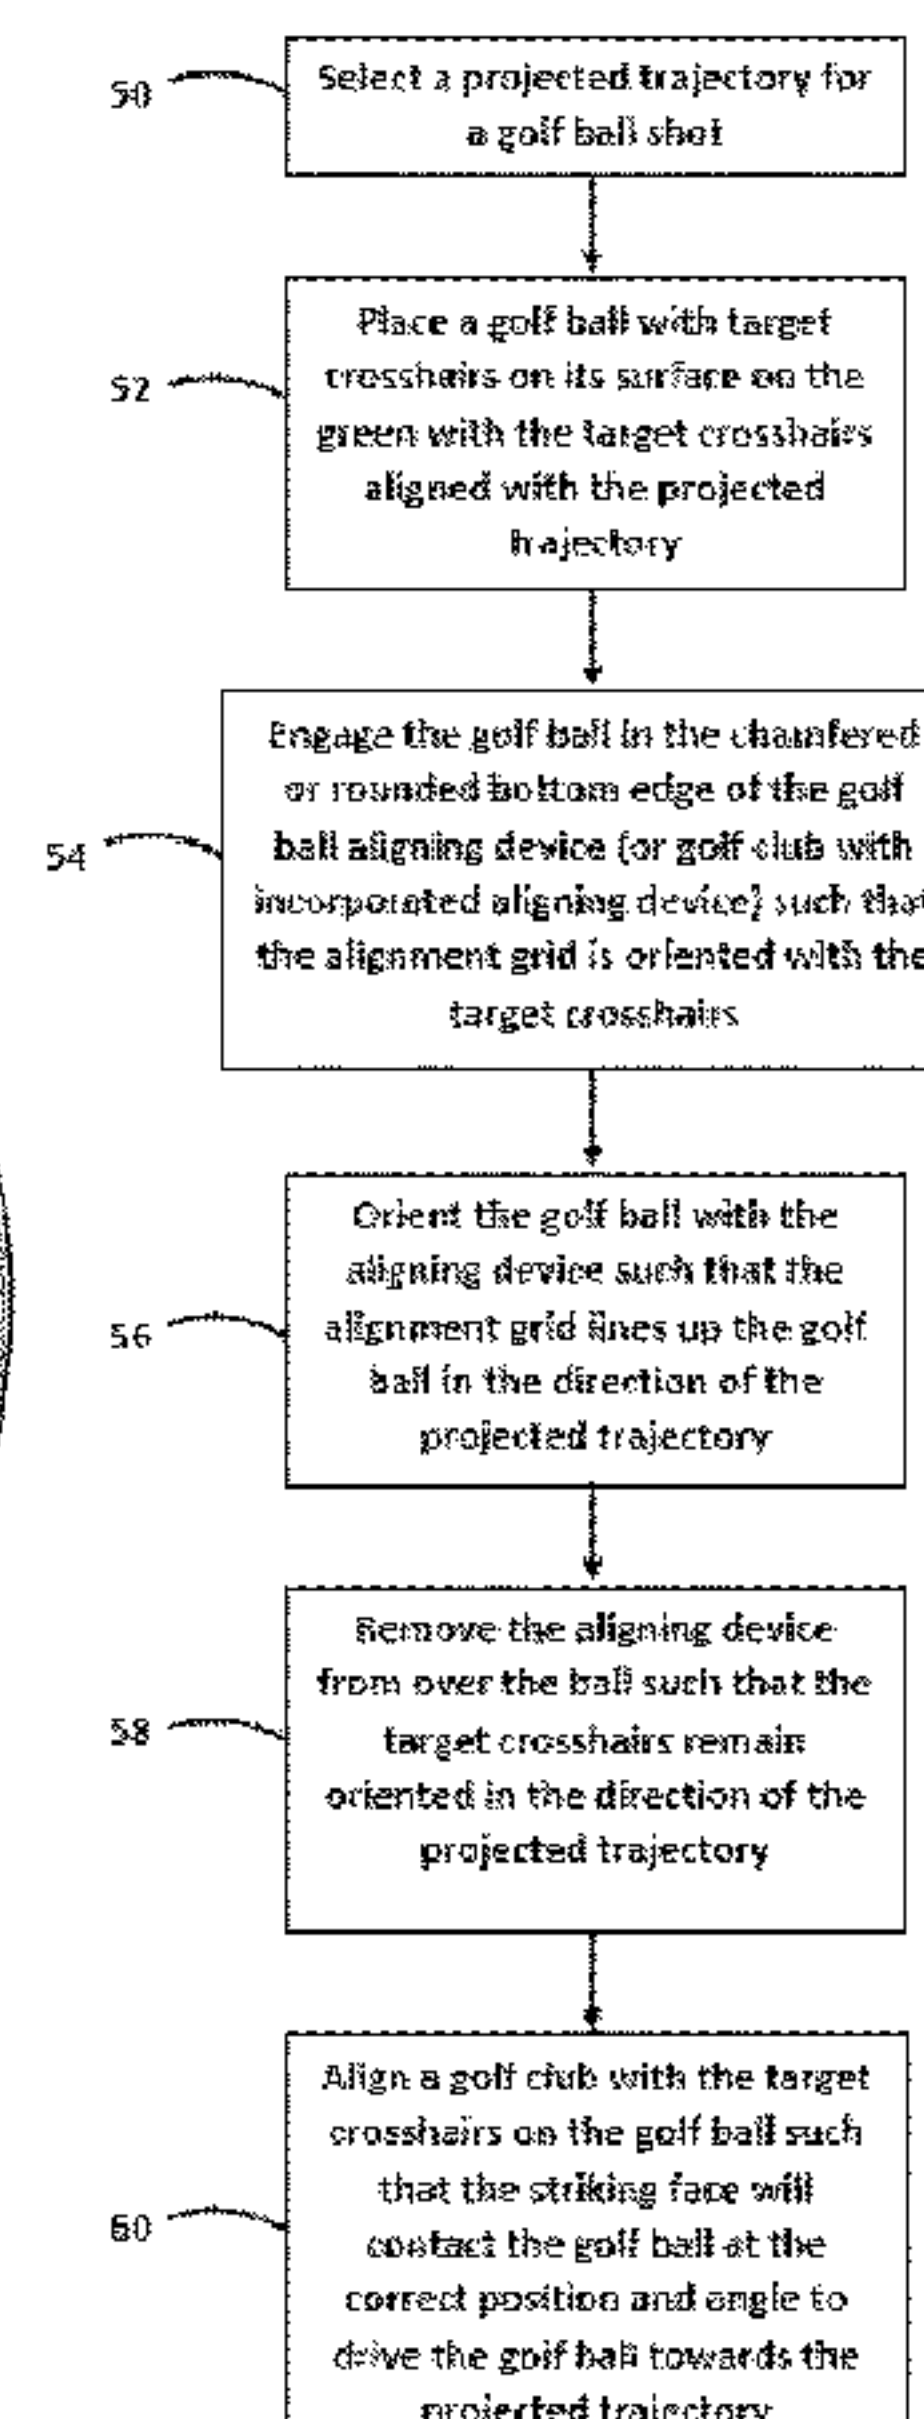 50
Select a projected trajectory for
a golf ball shot
52
Place a golf ball with target
crosshairs on its surface on the
green with the target crosshairs
aligned with the projected
trajectory
54
Engage the golf ball in the chamfered
or rounded bottom edge of the golf
ball aligning device (or golf club with
incorporated aligning device) such that
the alignment grid is oriented with the
target crosshairs
56
Orient the golf ball with the
aligning device such that the
alignment grid lines up the golf
ball in the direction of the
projected trajectory
58
Remove the aligning device
from over the ball such that the
target crosshairs remain
oriented in the direction of the
projected trajectory
60
Align a golf club with the target
crosshairs on the golf ball such
that the striking face will
contact the golf ball at the
correct position and angle to
drive the golf ball towards the
projected trajectory